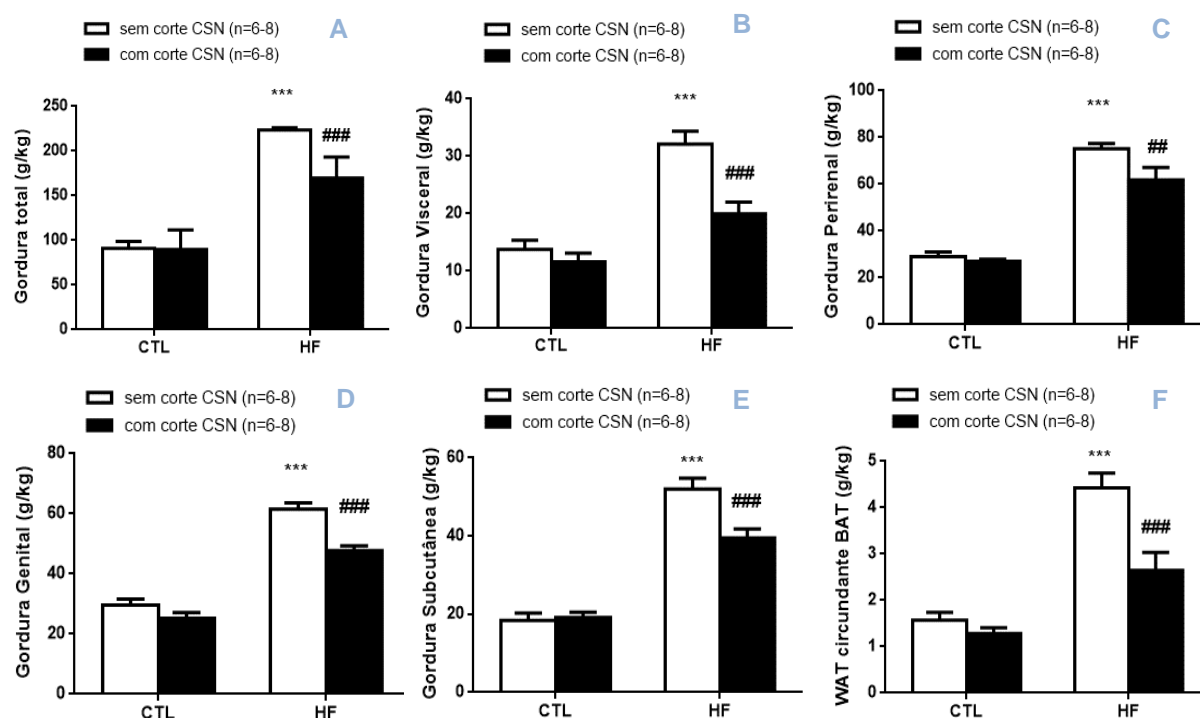 sem corte CSN (n=6-8)
com corte CSN (n=6-8)
A
***
###
Gordura total (g/kg)
250
200
150
100
50
0
CTL
HF
sem corte CSN (n=6-8)
com corte CSN (n=6-8)
B
***
###
Gordura Visceral (g/kg)
40
30
20
10
0
CTL
HF
sem corte CSN (n=6-8)
com corte CSN (n=6-8)
C
***
##
Gordura Perirenal (g/kg)
100
80
60
40
20
0
CTL
HF
sem corte CSN (n=6-8)
com corte CSN (n=6-8)
D
***
###
Gordura Genital (g/kg)
80
60
40
20
0
CTL
HF
sem corte CSN (n=6-8)
com corte CSN (n=6-8)
E
***
###
Gordura Subcutânea (g/kg)
60
40
20
0
CTL
HF
sem corte CSN (n=6-8)
com corte CSN (n=6-8)
F
***
###
WAT circundante BAT (g/kg)
5
4
3
2
1
0
CTL
HF